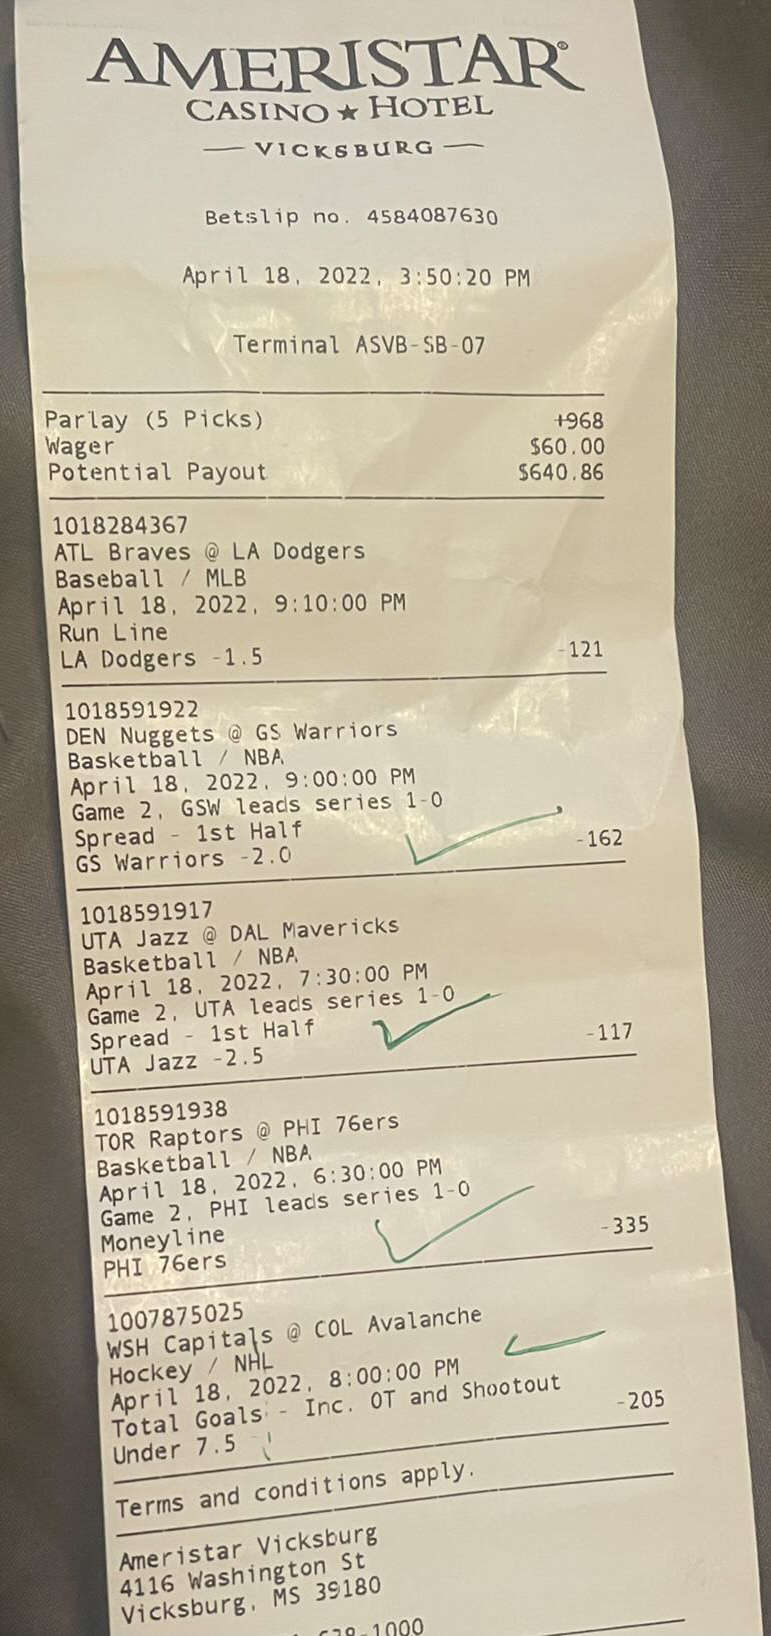 AMERISTAR®
CASINO ★ HOTEL
— VICKSBURG —
Betslip no. 4584087630
April 18, 2022, 3:50:20 PM
Terminal ASVB-SB-07
Parlay (5 Picks) +968
Wager $60.00
Potential Payout $640.86
1018284367
ATL Braves @ LA Dodgers
Baseball / MLB
April 18, 2022, 9:10:00 PM
Run Line
LA Dodgers -1.5 -121
1018591922
DEN Nuggets @ GS Warriors
Basketball / NBA
April 18, 2022, 9:00:00 PM
Game 2, GSW leads series 1-0
Spread - 1st Half
GS Warriors -2.0 -162
1018591917
UTA Jazz @ DAL Mavericks
Basketball / NBA
April 18, 2022, 7:30:00 PM
Game 2, UTA leads series 1-0
Spread - 1st Half
UTA Jazz -2.5 -117
1018591938
TOR Raptors @ PHI 76ers
Basketball / NBA
April 18, 2022, 6:30:00 PM
Game 2, PHI leads series 1-0
Moneyline
PHI 76ers -335
1007875025
WSH Capitals @ COL Avalanche
Hockey / NHL
April 18, 2022, 8:00:00 PM
Total Goals - Inc. OT and Shootout
Under 7.5 -205
Terms and conditions apply.
Ameristar Vicksburg
4116 Washington St
Vicksburg, MS 39180
-1000